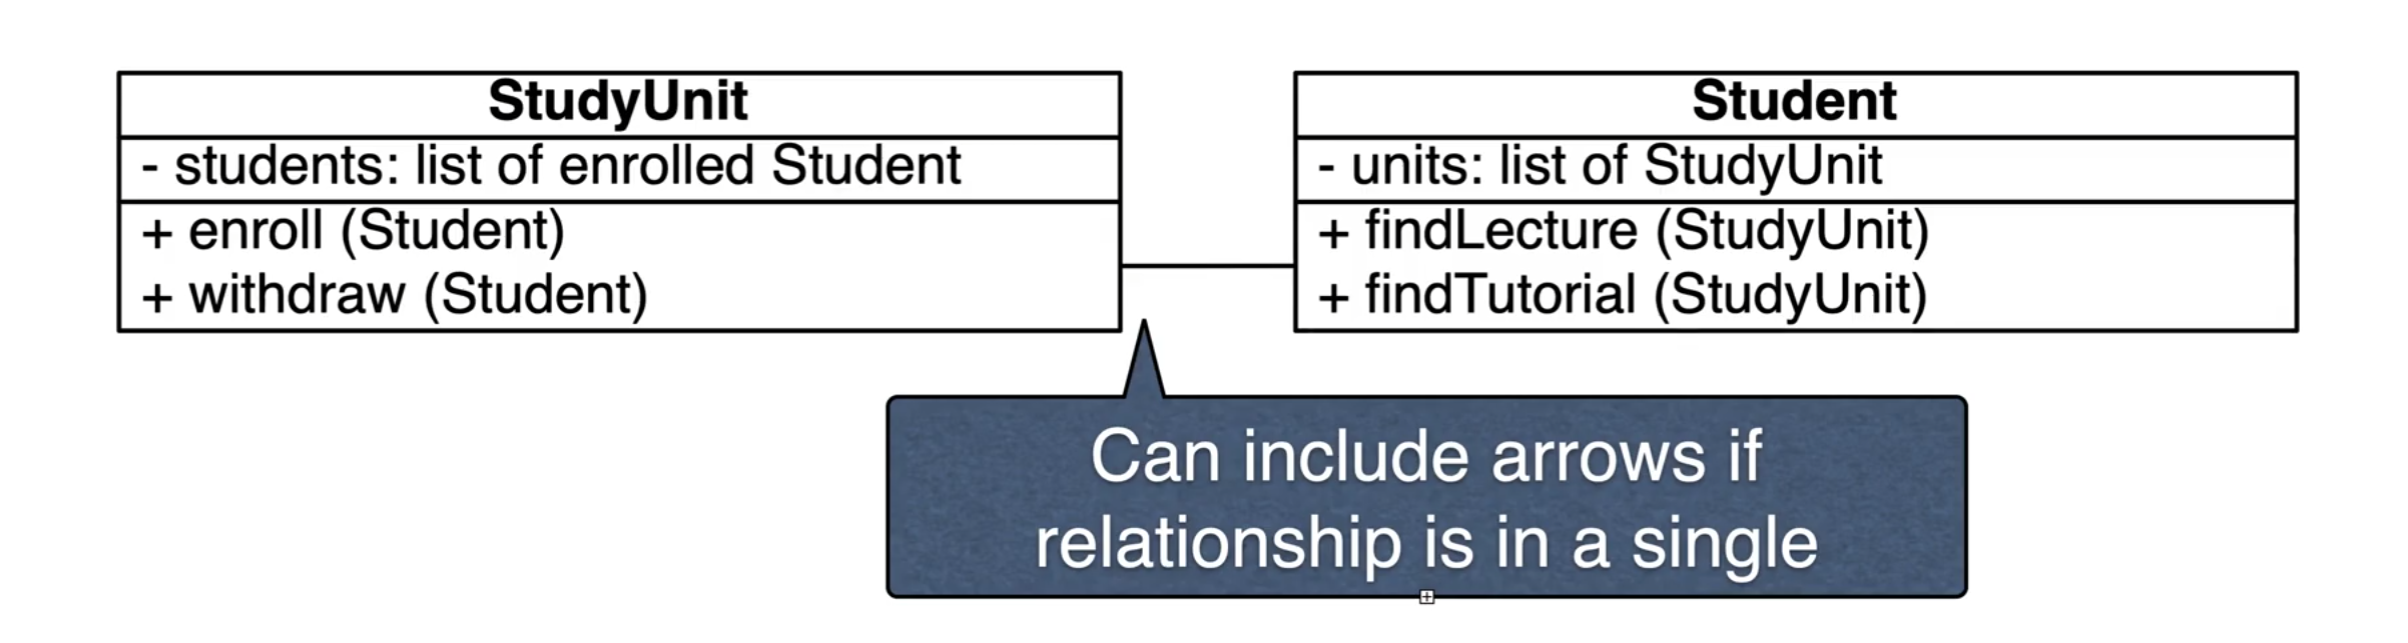 StudyUnit
- students: list of enrolled Student
+ enroll (Student)
+ withdraw (Student)
Student
- units: list of StudyUnit
+ findLecture (StudyUnit)
+ findTutorial (StudyUnit)
Can include arrows if
relationship is in a single